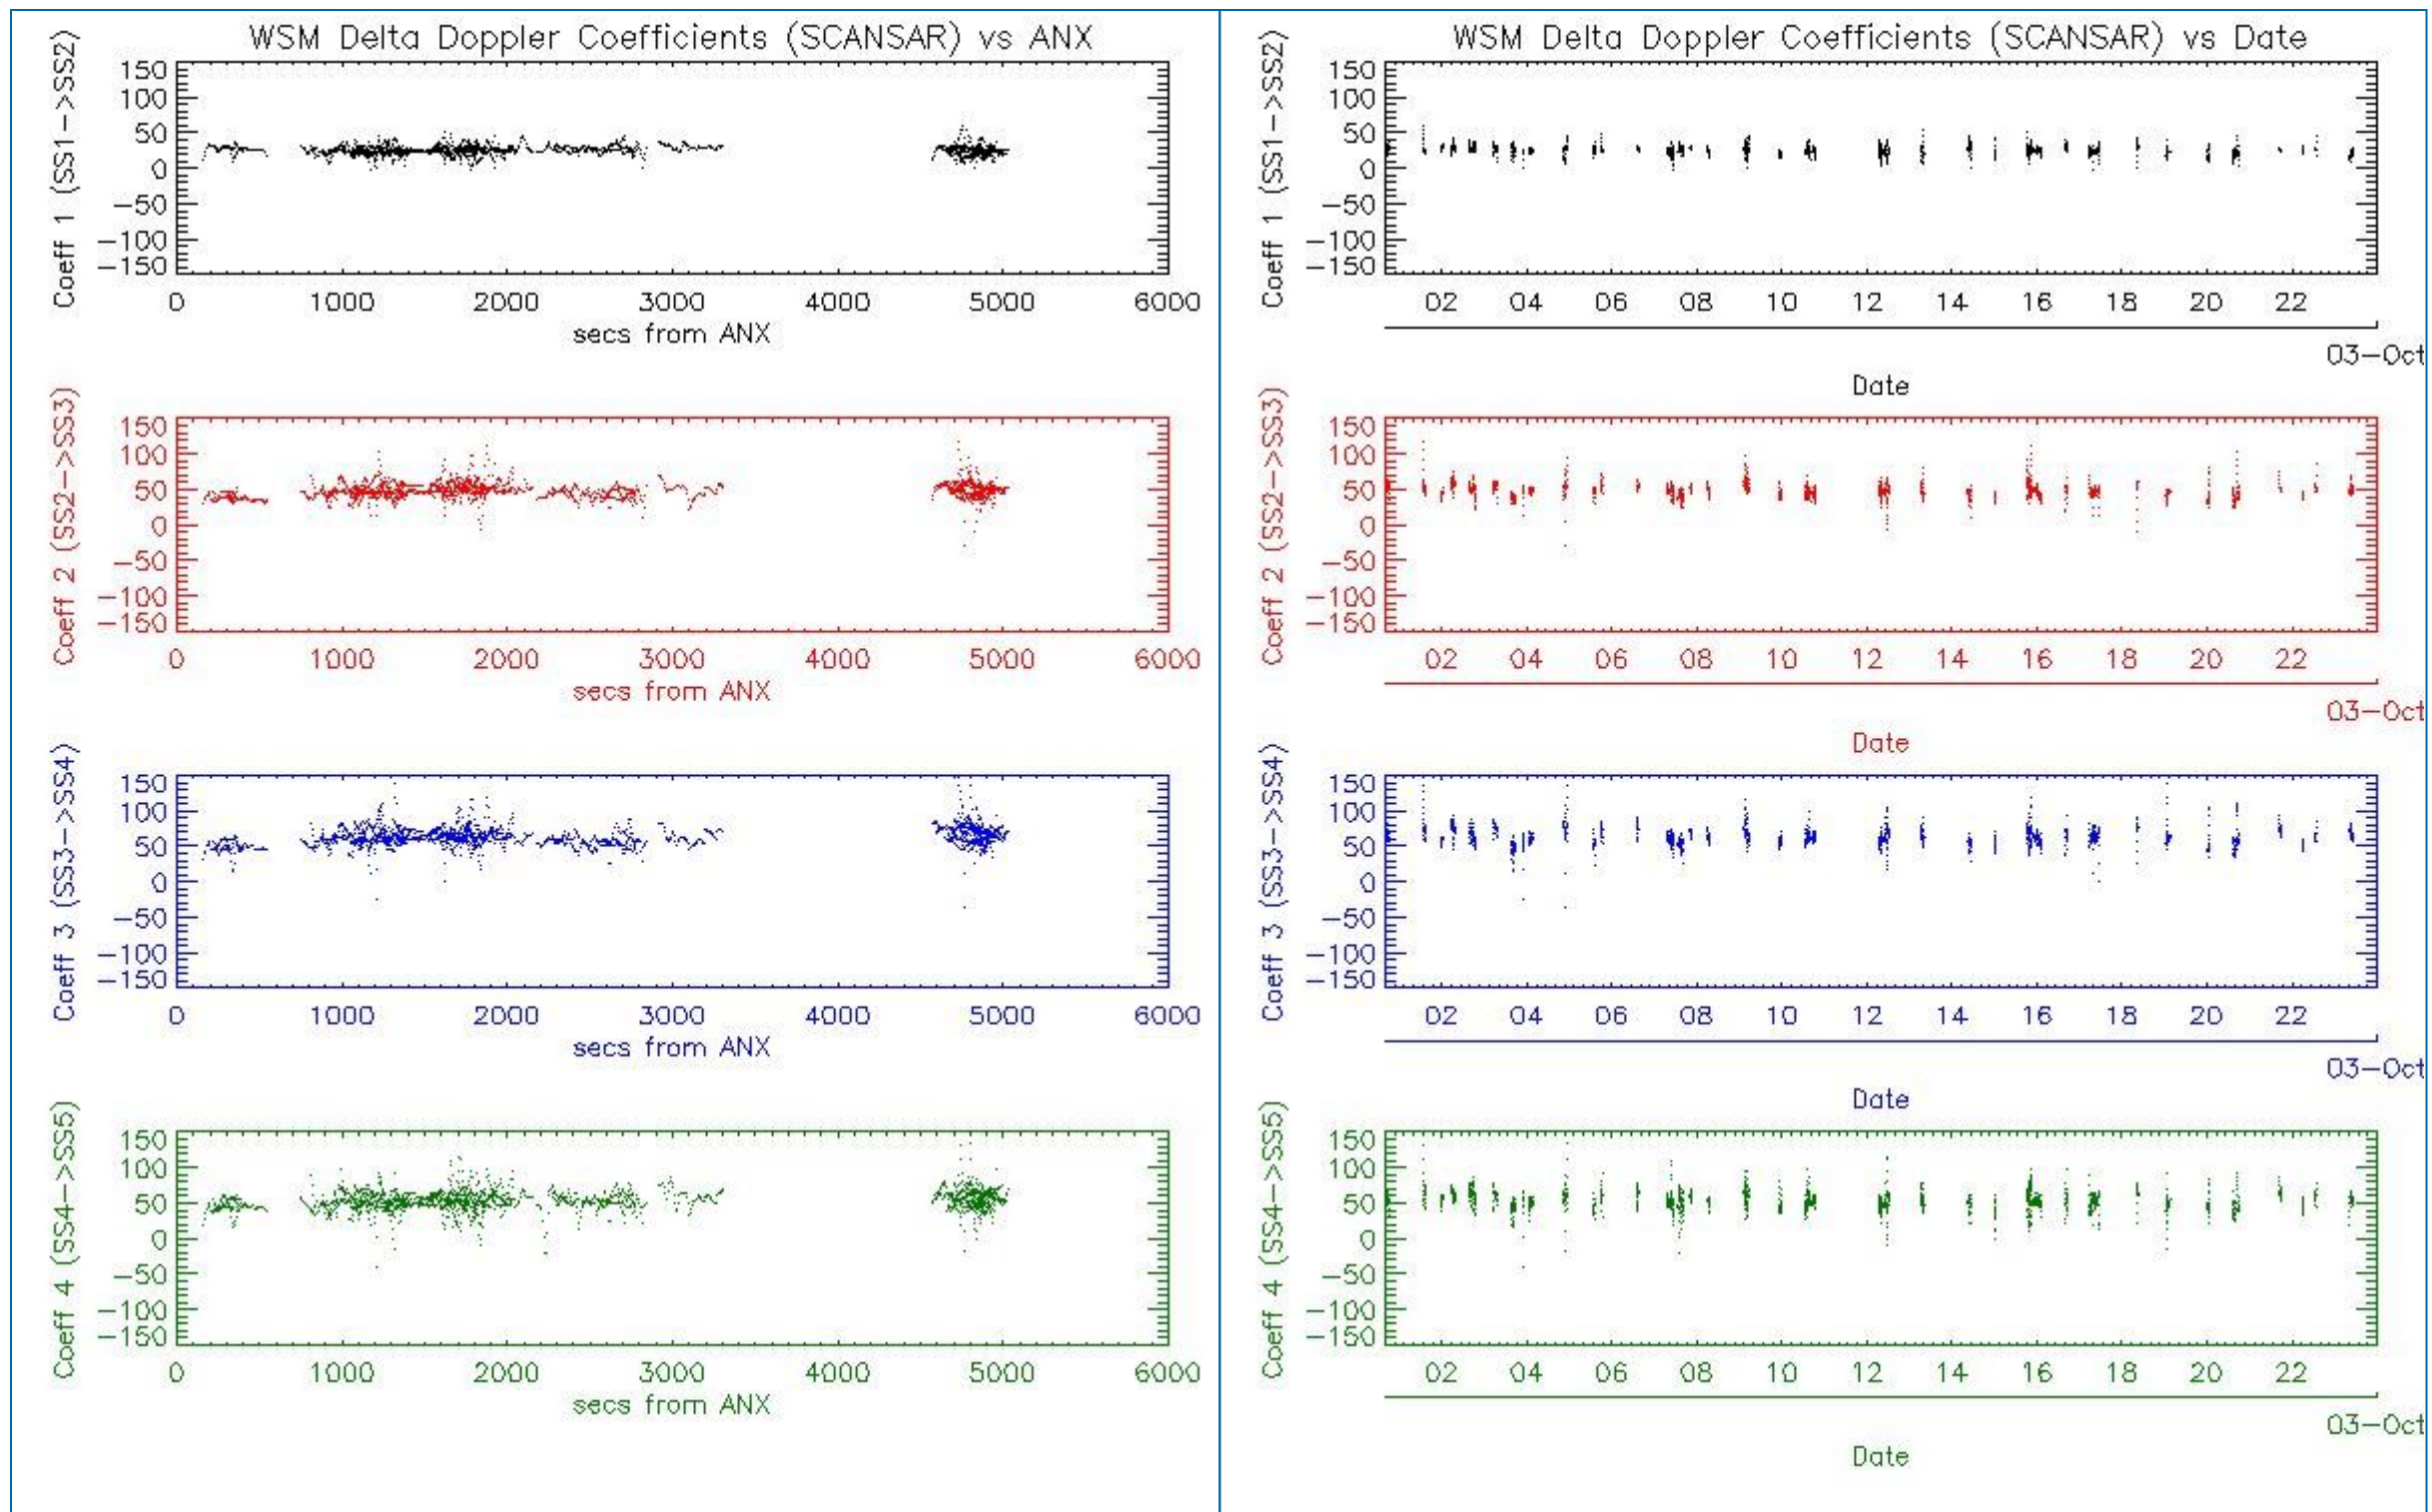 WSM Delta Doppler Coefficients (SCANSAR) vs ANX
Coeff 1 (SS1->SS2)
150
100
50
0
-50
-100
-150
0 1000 2000 3000 4000 5000 6000
secs from ANX
Coeff 2 (SS2->SS3)
150
100
50
0
-50
-100
-150
0 1000 2000 3000 4000 5000 6000
secs from ANX
Coeff 3 (SS3->SS4)
150
100
50
0
-50
-100
-150
0 1000 2000 3000 4000 5000 6000
secs from ANX
Coeff 4 (SS4->SS5)
150
100
50
0
-50
-100
-150
0 1000 2000 3000 4000 5000 6000
secs from ANX
WSM Delta Doppler Coefficients (SCANSAR) vs Date
Coeff 1 (SS1->SS2)
150
100
50
0
-50
-100
-150
02 04 06 08 10 12 14 16 18 20 22
03-Oct
Date
Coeff 2 (SS2->SS3)
150
100
50
0
-50
-100
-150
02 04 06 08 10 12 14 16 18 20 22
03-Oct
Date
Coeff 3 (SS3->SS4)
150
100
50
0
-50
-100
-150
02 04 06 08 10 12 14 16 18 20 22
03-Oct
Date
Coeff 4 (SS4->SS5)
150
100
50
0
-50
-100
-150
02 04 06 08 10 12 14 16 18 20 22
03-Oct
Date